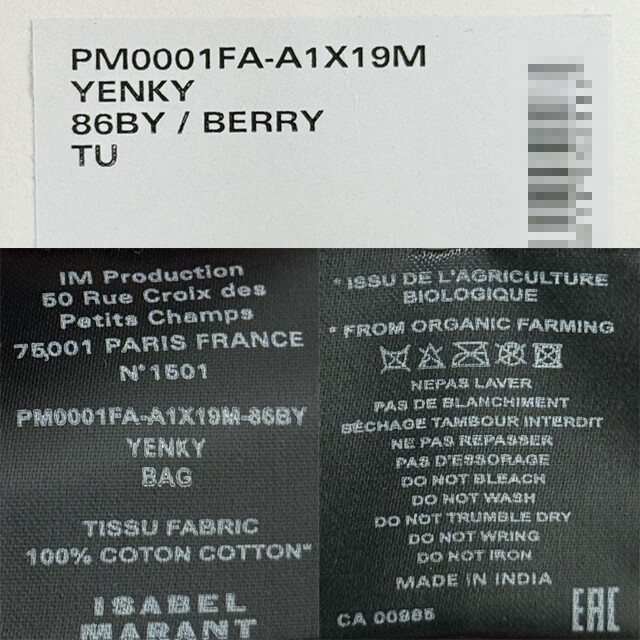 PM0001FA-A1X19M
YENKY
86BY / BERRY
TU
IM Production
50 Rue Croix des
Petits Champs
75,001 PARIS FRANCE
N°1501
PM0001FA-A1X19M-86BY
YENKY
BAG
TISSU FABRIC
100% COTON COTTON*
ISABEL
MARANT
* ISSU DE L'AGRICULTURE
BIOLOGIQUE
* FROM ORGANIC FARMING
NEPAS LAVER
PAS DE BLANCHIMENT
SÉCHAGE TAMBOUR INTERDIT
NE PAS REPASSER
PAS D'ESSORAGE
DO NOT BLEACH
DO NOT WASH
DO NOT TRUMBLE DRY
DO NOT WRING
DO NOT IRON
MADE IN INDIA
CA 00985
EAC